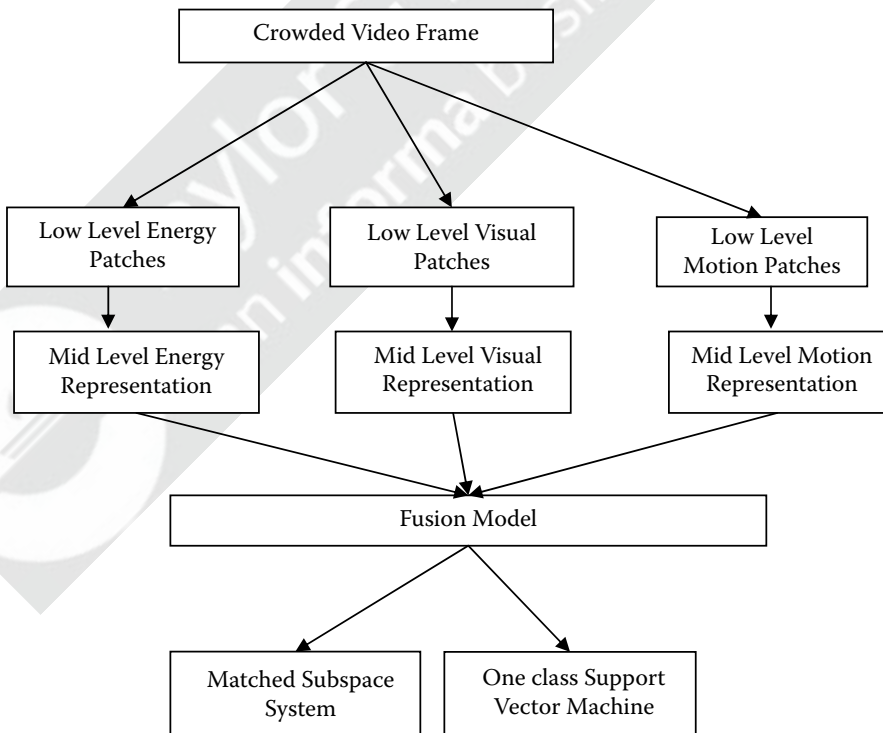 Crowded Video Frame
Low Level Energy
Patches
Low Level Visual
Patches
Low Level
Motion Patches
Mid Level Energy
Representation
Mid Level Visual
Representation
Mid Level Motion
Representation
Fusion Model
Matched Subspace
System
One class Support
Vector Machine